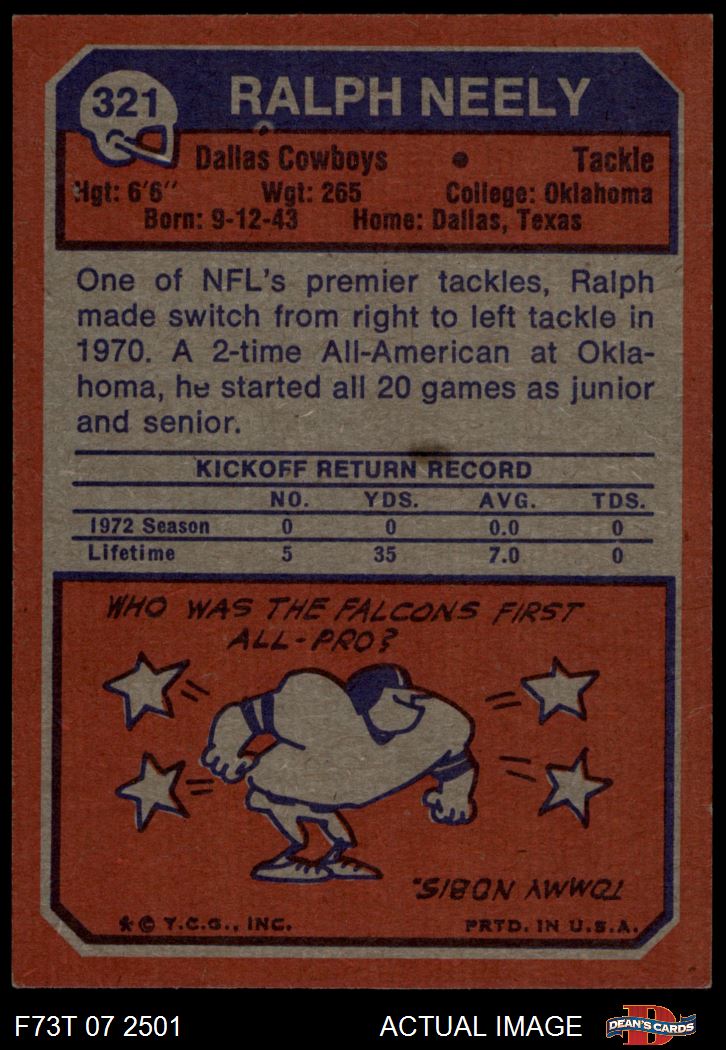 321
RALPH NEELY
Dallas Cowboys • Tackle
Hgt: 6'6" Wgt: 265 College: Oklahoma
Born: 9-12-43 Home: Dallas, Texas
One of NFL's premier tackles, Ralph
made switch from right to left tackle in
1970. A 2-time All-American at Okla-
homa, he started all 20 games as junior
and senior.
KICKOFF RETURN RECORD
NO. YDS. AVG. TDS.
1972 Season 0 0 0.0 0
Lifetime 5 35 7.0 0
WHO WAS THE FALCONS FIRST
ALL-PRO?
TOMMY NOBIS.
* © T.C.G., INC. PRTD. IN U.S.A.
F73T 07 2501 ACTUAL IMAGE D DEAN'S CARDS